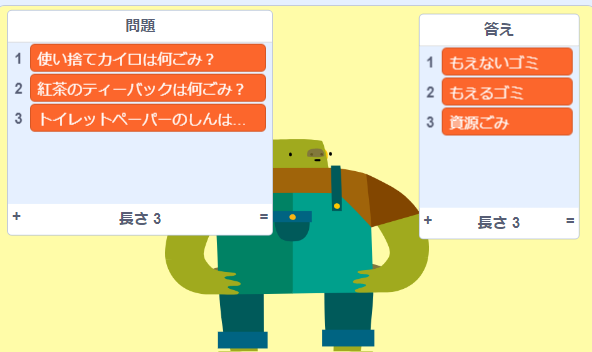 問題
1 使い捨てカイロは何ごみ？
2 紅茶のティーバックは何ごみ？
3 トイレットペーパーのしんは...
+ 長さ 3 =
答え
1 もえないゴミ
2 もえるゴミ
3 資源ごみ
+ 長さ 3 =